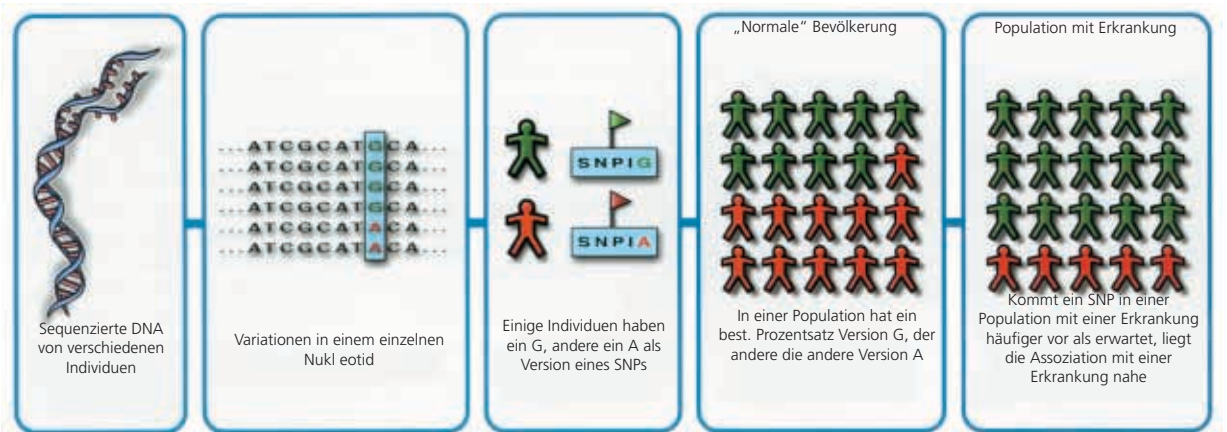 Sequenzierte DNA
von verschiedenen
Individuen
...ATCGCATGCCA...
...ATCGCATGCA...
...ATCGCATGCA...
...ATCGCATGCA...
...ATCGCATACA...
...ATCGCATACA...
Variationen in einem einzelnen
Nukl eotid
SNPIG
SNPIA
Einige Individuen haben
ein G, andere ein A als
Version eines SNPs
„Normale“ Bevölkerung
In einer Population hat ein
best. Prozentsatz Version G, der
andere die andere Version A
Population mit Erkrankung
Kommt ein SNP in einer
Population mit einer Erkrankung
häufiger vor als erwartet, liegt
die Assoziation mit einer
Erkrankung nahe